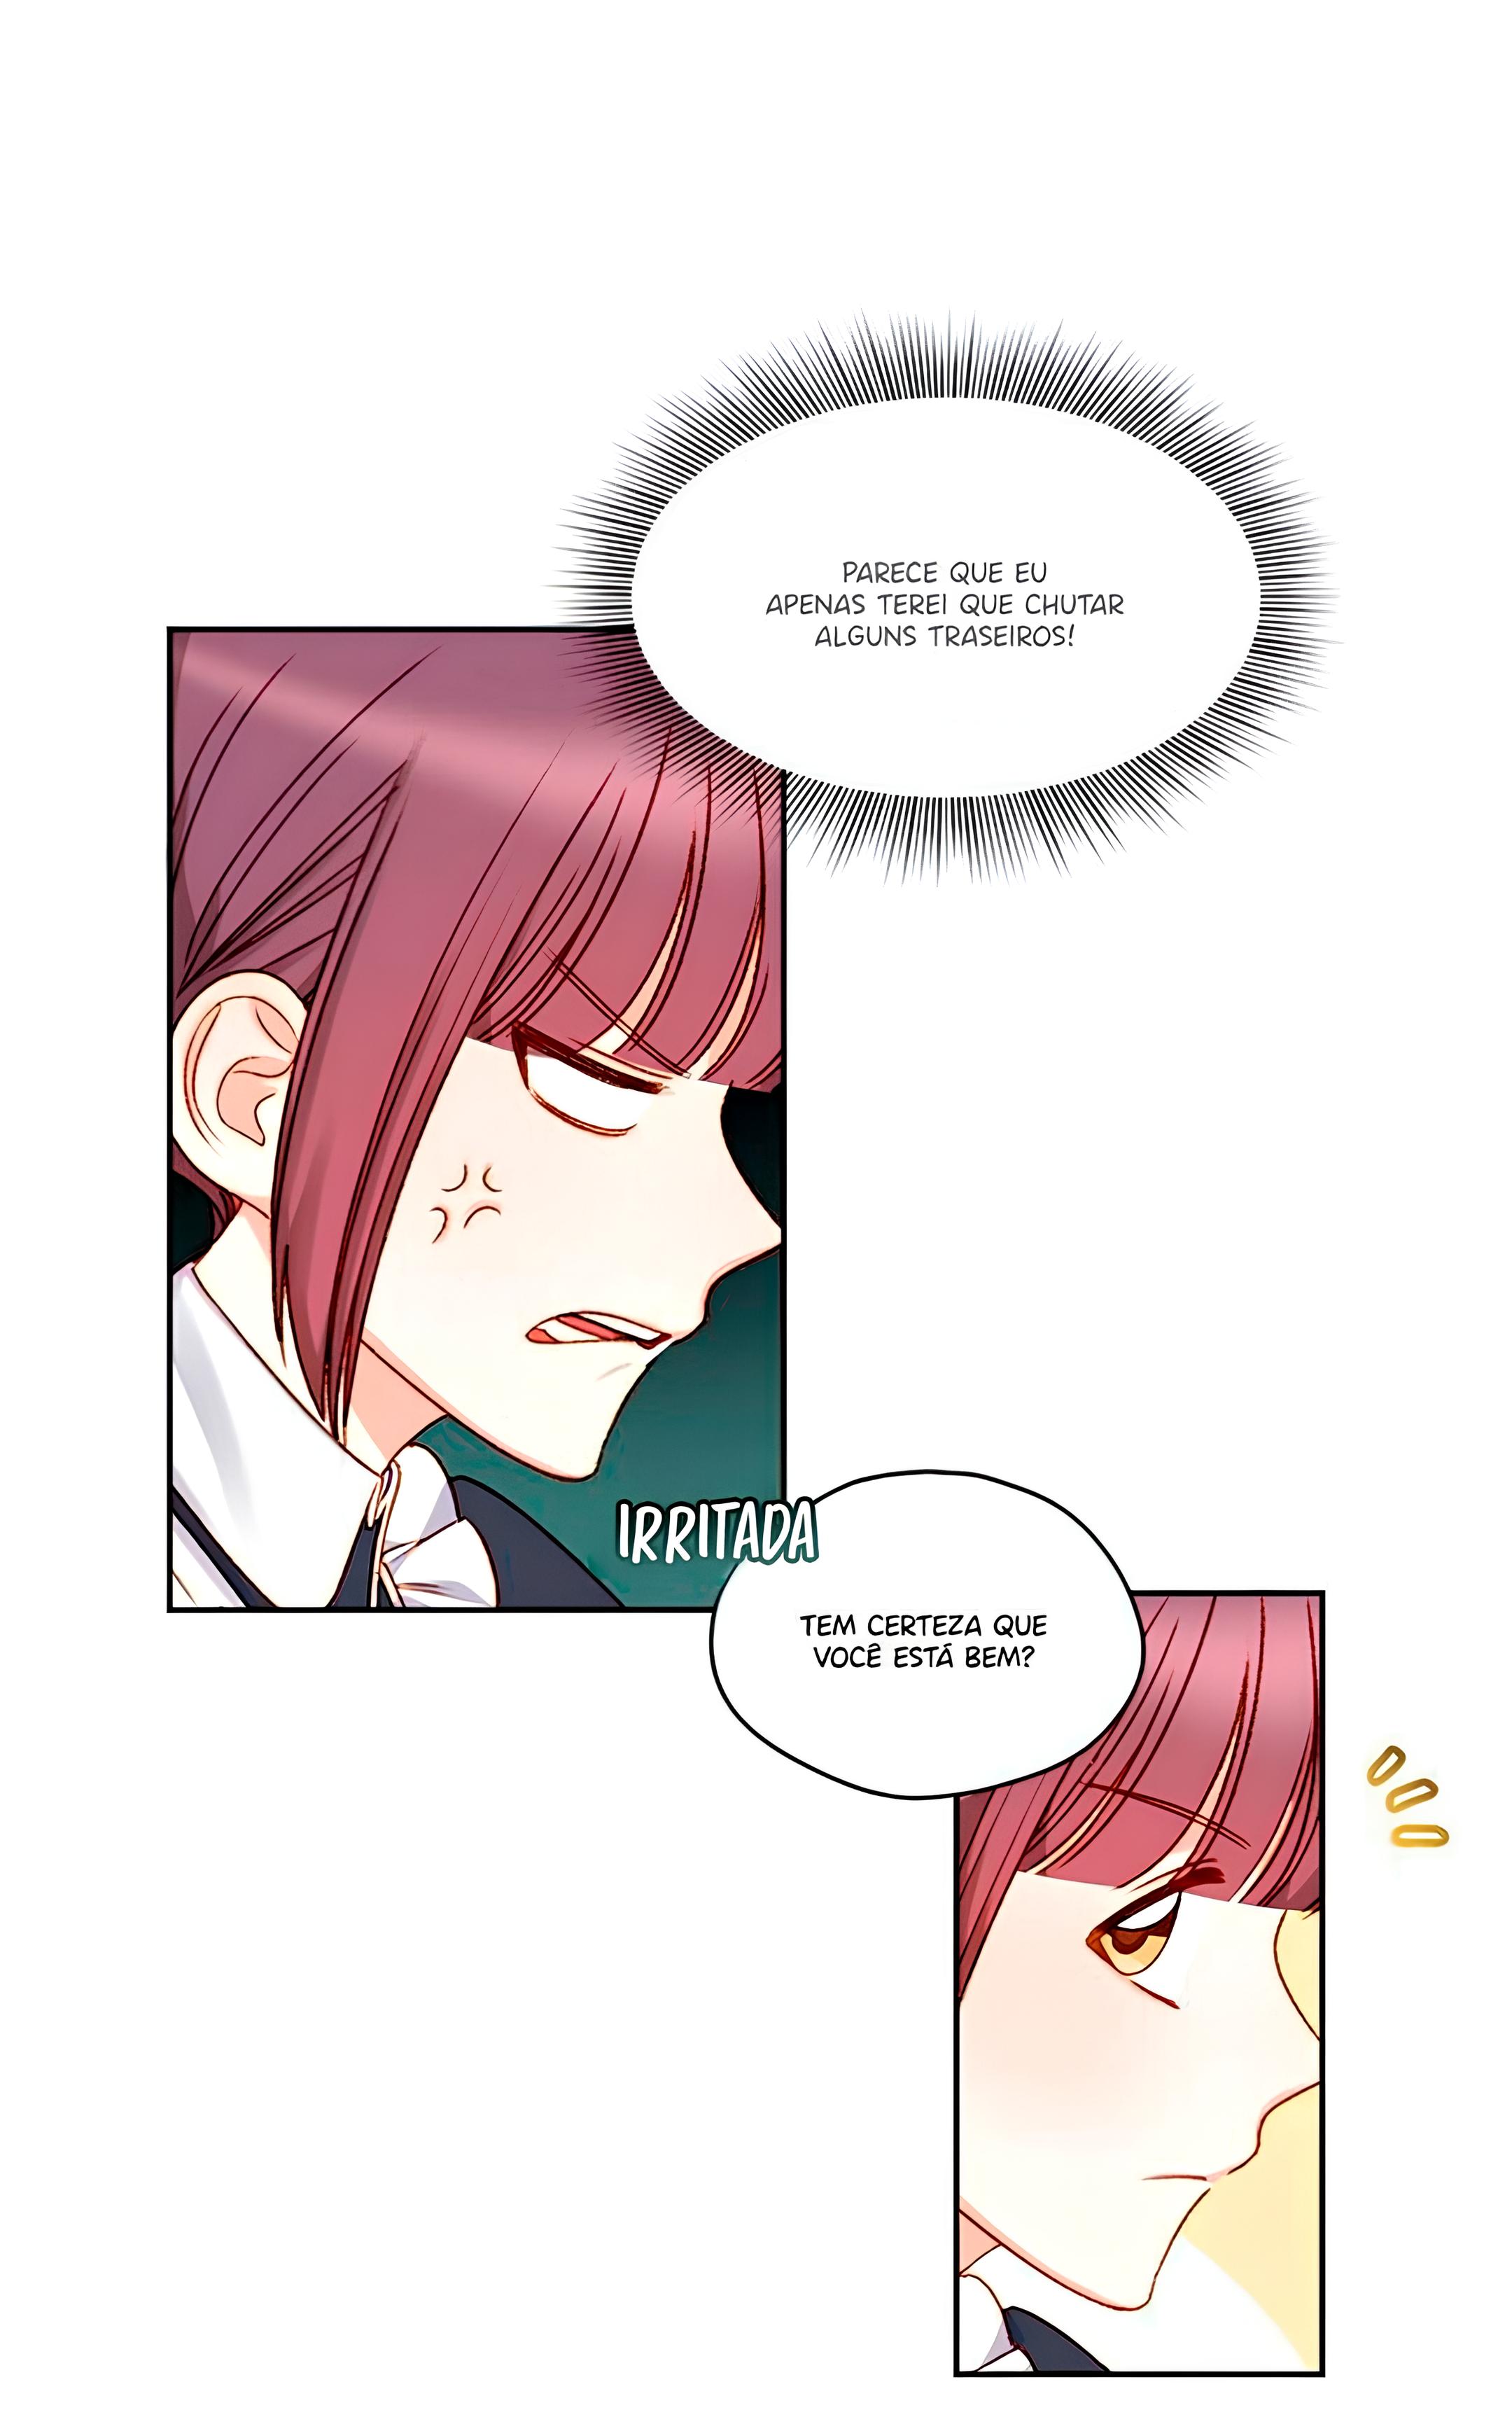 PARECE QUE EU
APENAS TEREI QUE CHUTAR
ALGUNS TRASEIROS!
IRRITADA
TEM CERTEZA QUE
VOCÊ ESTÁ BEM?